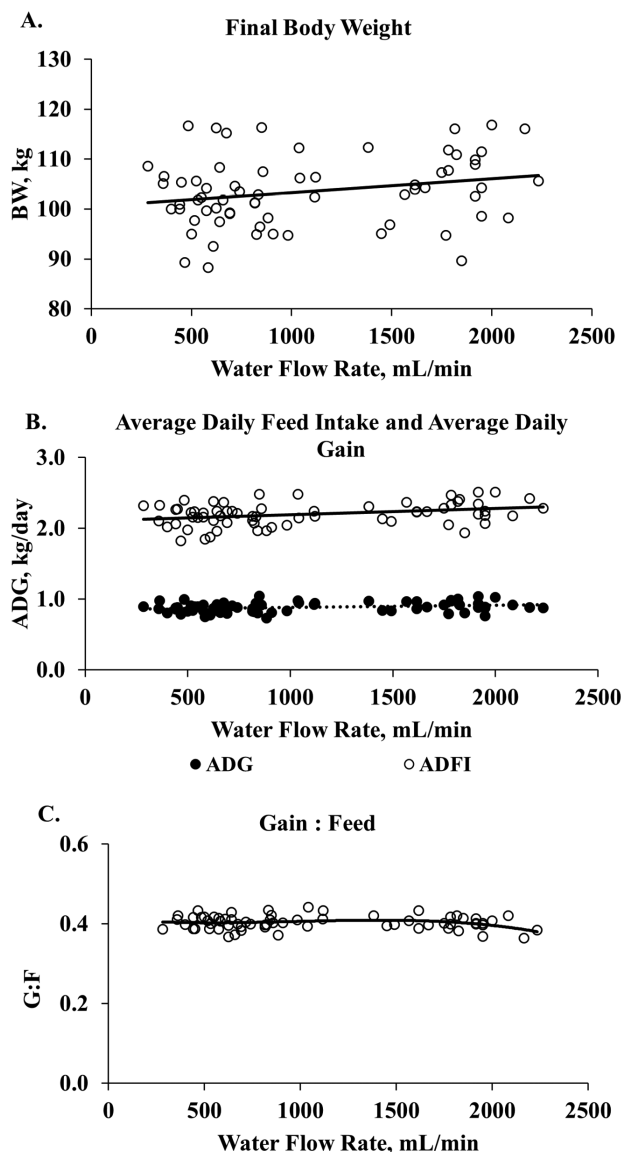 A.
Final Body Weight
130
120
110
100
90
80
BW, kg
0 500 1000 1500 2000 2500
Water Flow Rate, mL/min
B.
Average Daily Feed Intake and Average Daily
Gain
3.0
2.0
1.0
0.0
ADG, kg/day
0 500 1000 1500 2000 2500
Water Flow Rate, mL/min
ADG ADFI
C.
Gain : Feed
0.6
0.4
0.2
0.0
G:F
0 500 1000 1500 2000 2500
Water Flow Rate, mL/min